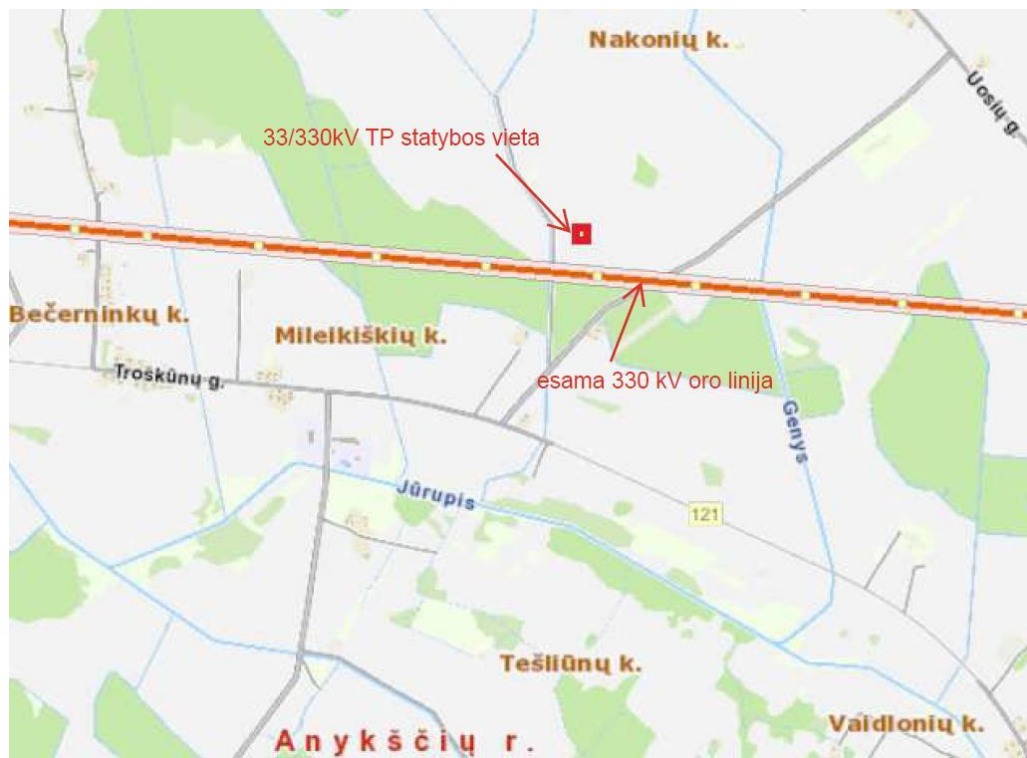 Nakonių k.
Uosių g.
33/330kV TP statybos vieta
Bečerninkų k.
Mileikiškių k.
Troškūnų g.
esama 330 kV oro linija
Genys
Jūrupis
121
Tešliūnų k.
Vaidlonių k.
Anykščių r.